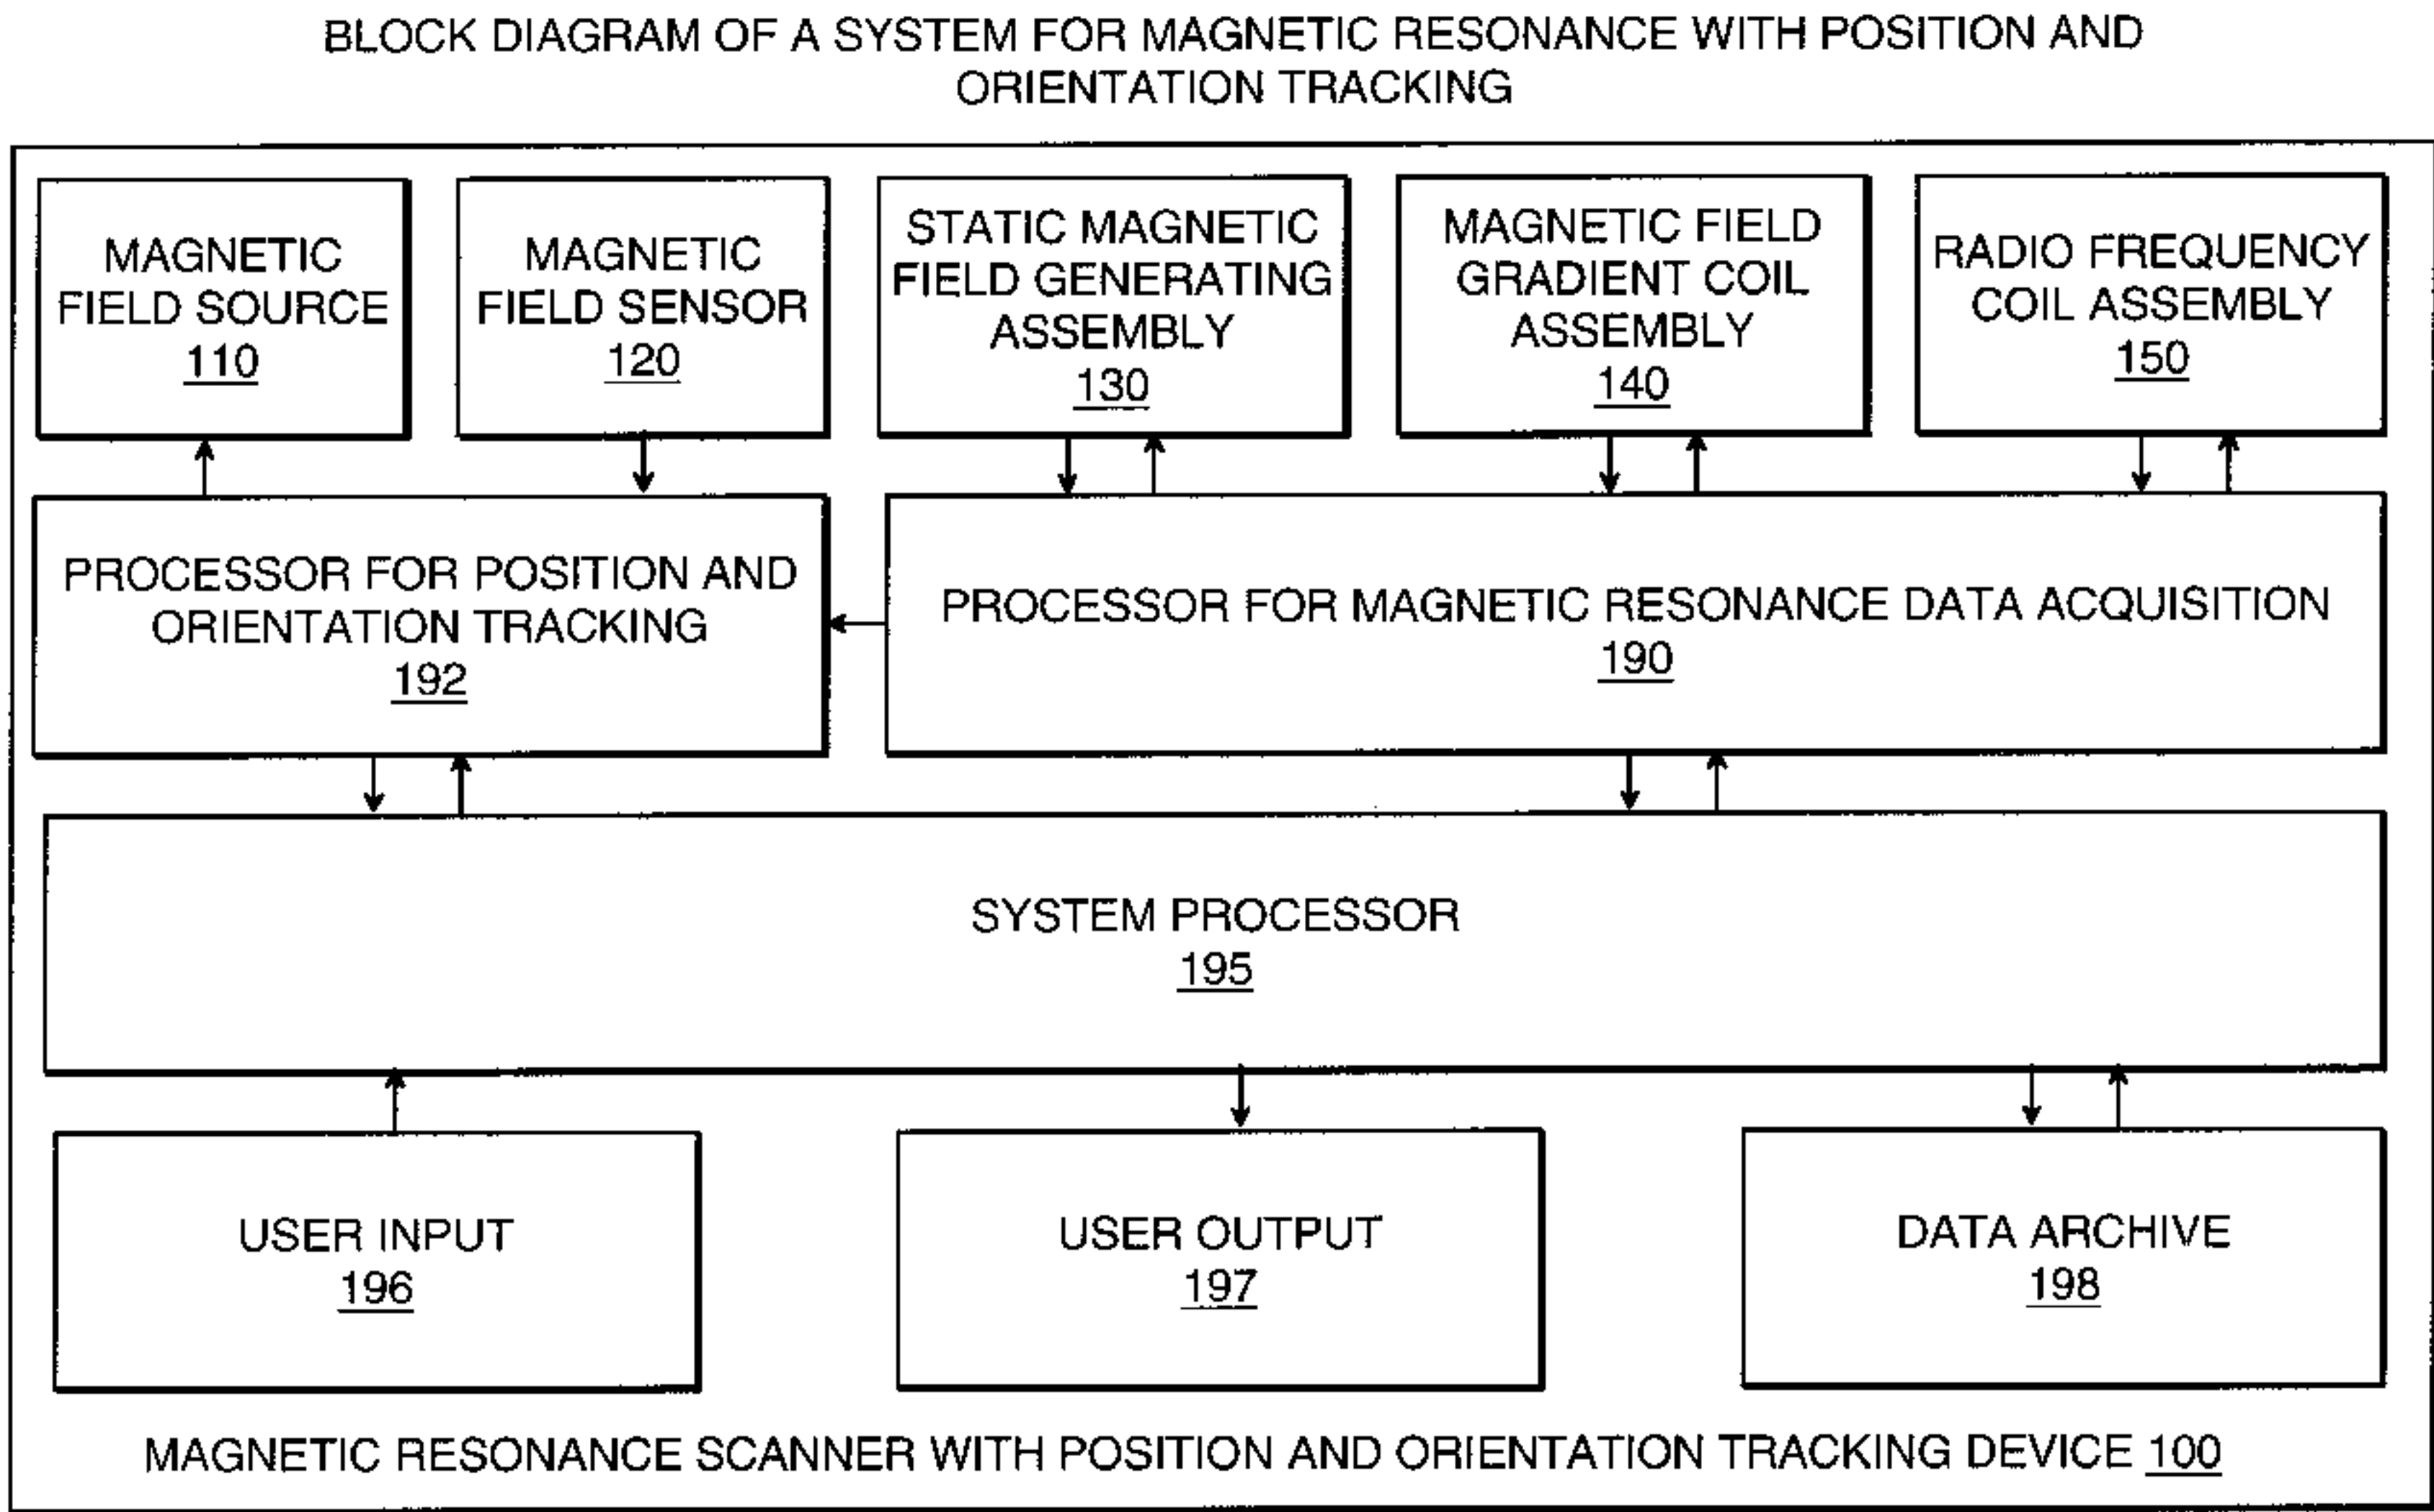 BLOCK DIAGRAM OF A SYSTEM FOR MAGNETIC RESONANCE WITH POSITION AND
ORIENTATION TRACKING
MAGNETIC
FIELD SOURCE
110
MAGNETIC
FIELD SENSOR
120
STATIC MAGNETIC
FIELD GENERATING
ASSEMBLY
130
MAGNETIC FIELD
GRADIENT COIL
ASSEMBLY
140
RADIO FREQUENCY
COIL ASSEMBLY
150
PROCESSOR FOR POSITION AND
ORIENTATION TRACKING
192
PROCESSOR FOR MAGNETIC RESONANCE DATA ACQUISITION
190
SYSTEM PROCESSOR
195
USER INPUT
196
USER OUTPUT
197
DATA ARCHIVE
198
MAGNETIC RESONANCE SCANNER WITH POSITION AND ORIENTATION TRACKING DEVICE 100